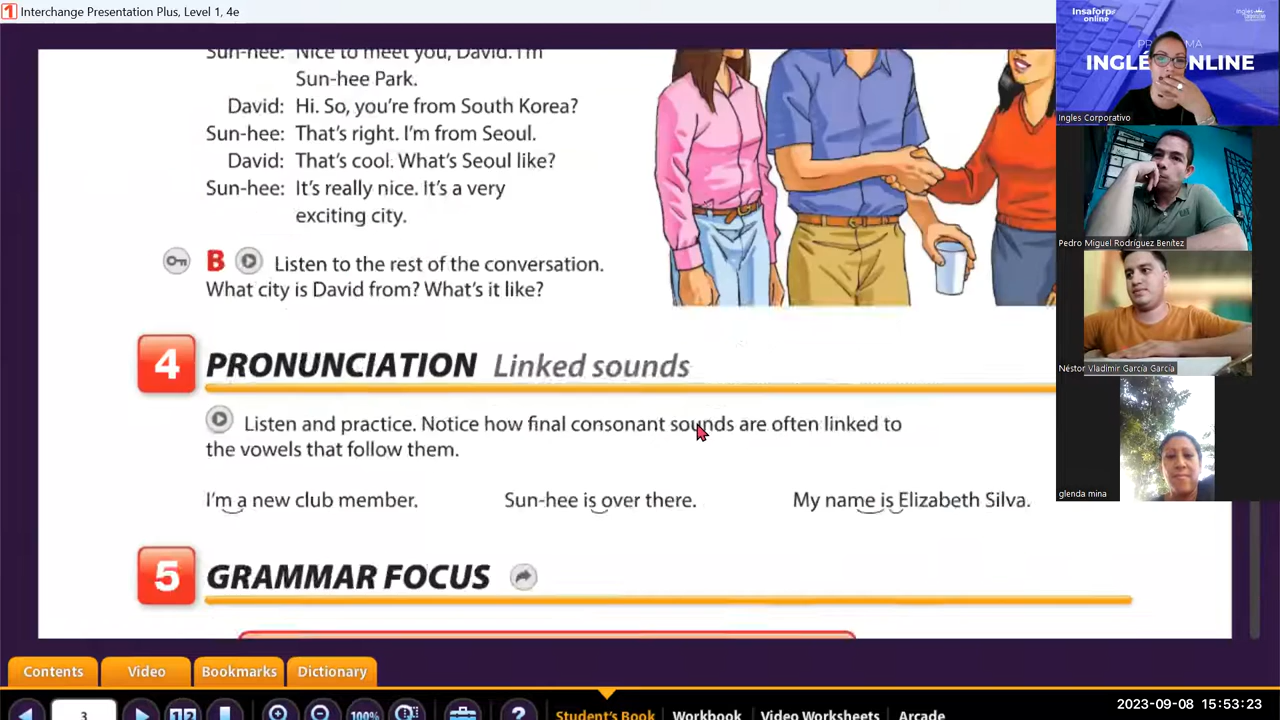 Interchange Presentation Plus, Level 1, 4e
Sun-hee: Nice to meet you, David. I'm
Sun-hee Park.
David: Hi. So, you're from South Korea?
Sun-hee: That's right. I'm from Seoul.
David: That's cool. What's Seoul like?
Sun-hee: It's really nice. It's a very
exciting city.
B Listen to the rest of the conversation.
What city is David from? What's it like?
4 PRONUNCIATION Linked sounds
Listen and practice. Notice how final consonant sounds are often linked to
the vowels that follow them.
I'm a new club member. Sun-hee is over there. My name is Elizabeth Silva.
5 GRAMMAR FOCUS
Contents Video Bookmarks Dictionary
3 1 2 100% ? Student's Book Workbook Video Worksheets Arcade
Insaforp
online
INGLÉ NLINE
Ingles Corporativo
Pedro Miguel Rodríguez Benítez
Néstor Vladimir García García
glenda mina
2023-09-08 15:53:23